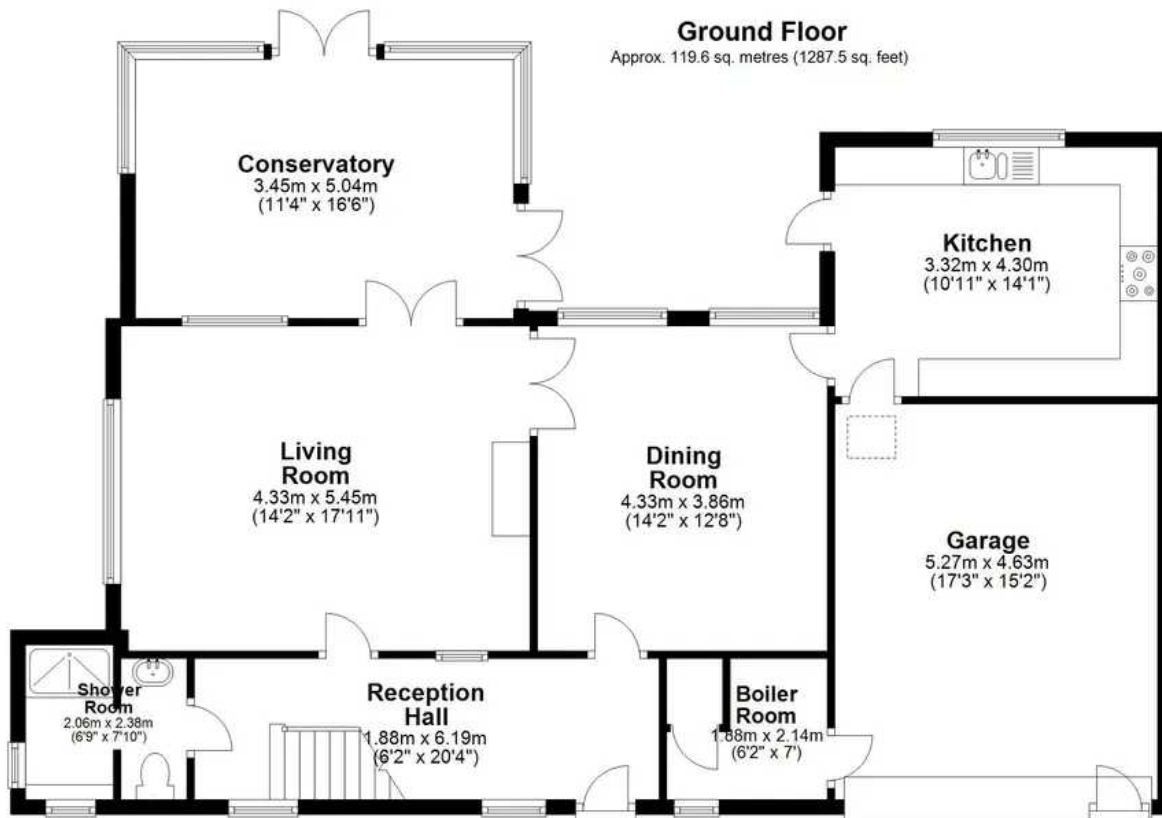 Ground Floor
Approx. 119.6 sq. metres (1287.5 sq. feet)
Conservatory
3.45m x 5.04m
(11'4" x 16'6")
Kitchen
3.32m x 4.30m
(10'11" x 14'1")
Living
Room
4.33m x 5.45m
(14'2" x 17'11")
Dining
Room
4.33m x 3.86m
(14'2" x 12'8")
Garage
5.27m x 4.63m
(17'3" x 15'2")
Shower
Room
2.06m x 2.38m
(6'9" x 7'10")
Reception
Hall
1.88m x 6.19m
(6'2" x 20'4")
Boiler
Room
1.88m x 2.14m
(6'2" x 7')